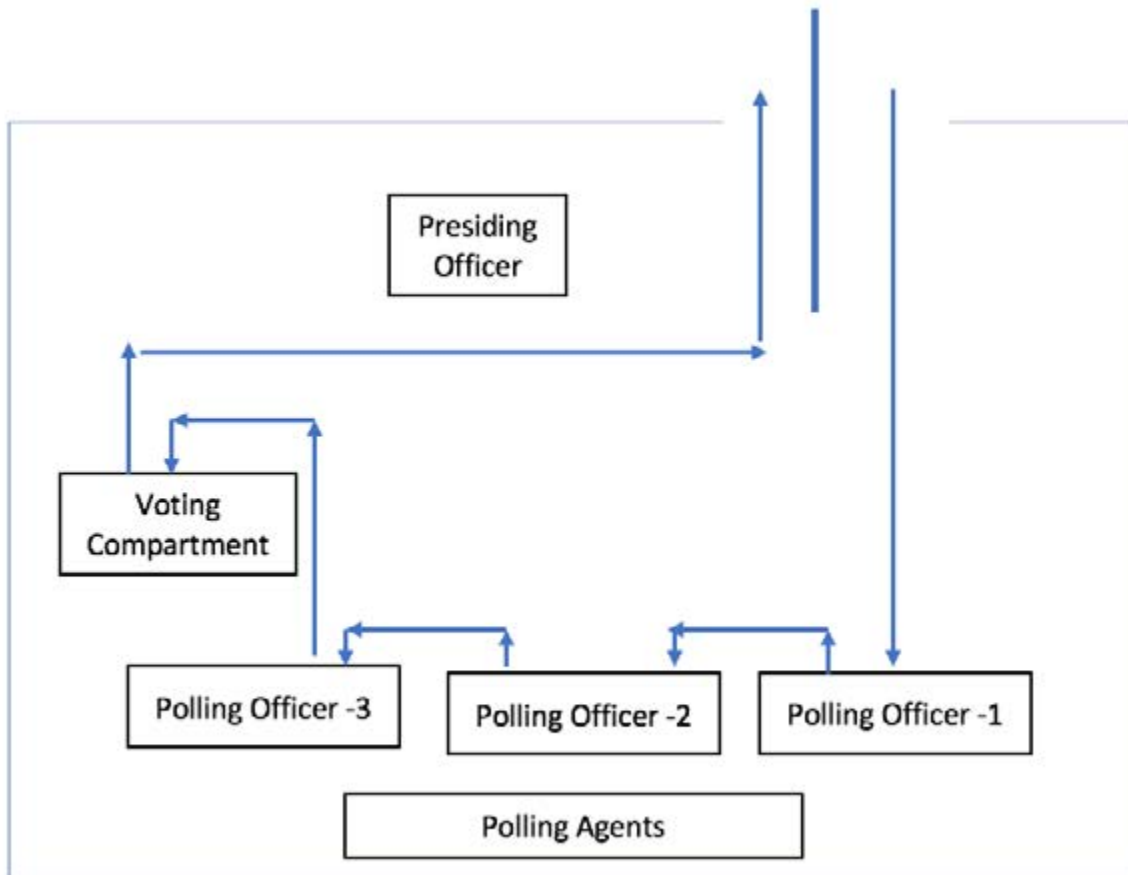 Presiding
Officer
Voting
Compartment
Polling Officer -3
Polling Officer -2
Polling Officer -1
Polling Agents